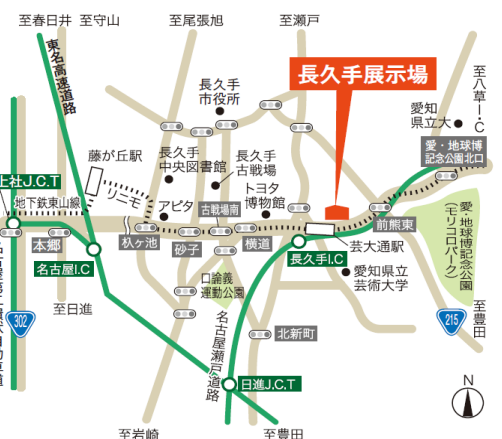 至春日井
至守山
至尾張旭
至瀬戸
東名高速道路
長久手
市役所
長久手展示場
至八草I・C
愛知
県立大
愛・地球博
記念公園北口
藤が丘駅
長久手
中央図書館
長久手
古戦場
上社J.C.T
地下鉄東山線
リニモ
アピタ
古戦場南
トヨタ
博物館
前熊東
愛・地球博記念公園
(モリコロパーク)
本郷
名古屋I.C
杁ヶ池
砂子
横道
芸大通駅
長久手I.C
愛知県立
芸術大学
口論義
運動公園
至日進
302
名古屋瀬戸道路
北新町
215
至豊田
日進J.C.T
N
至岩崎
至豊田